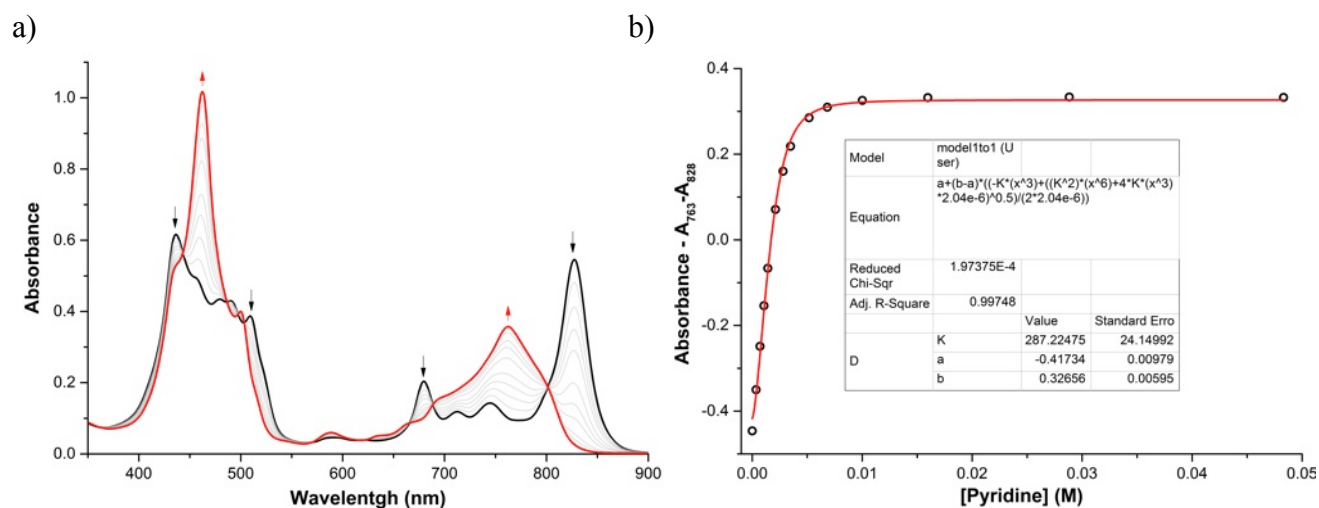 a)
b)
Absorbance
1.0
0.8
0.6
0.4
0.2
0.0
400 500 600 700 800 900
Wavelentgh (nm)
Absorbance - A763-A828
0.4
0.2
0.0
-0.2
-0.4
0.00 0.01 0.02 0.03 0.04 0.05
[Pyridine] (M)
Model model1to1 (U
ser)
Equation a+(b-a)*((-K*(x^3)+((K^2)*(x^6)+4*K*(x^3)
*2.04e-6)^0.5)/(2*2.04e-6))
Reduced
Chi-Sqr 1.97375E-4
Adj. R-Square 0.99748
Value Standard Erro
D K 287.22475 24.14992
a -0.41734 0.00979
b 0.32656 0.00595